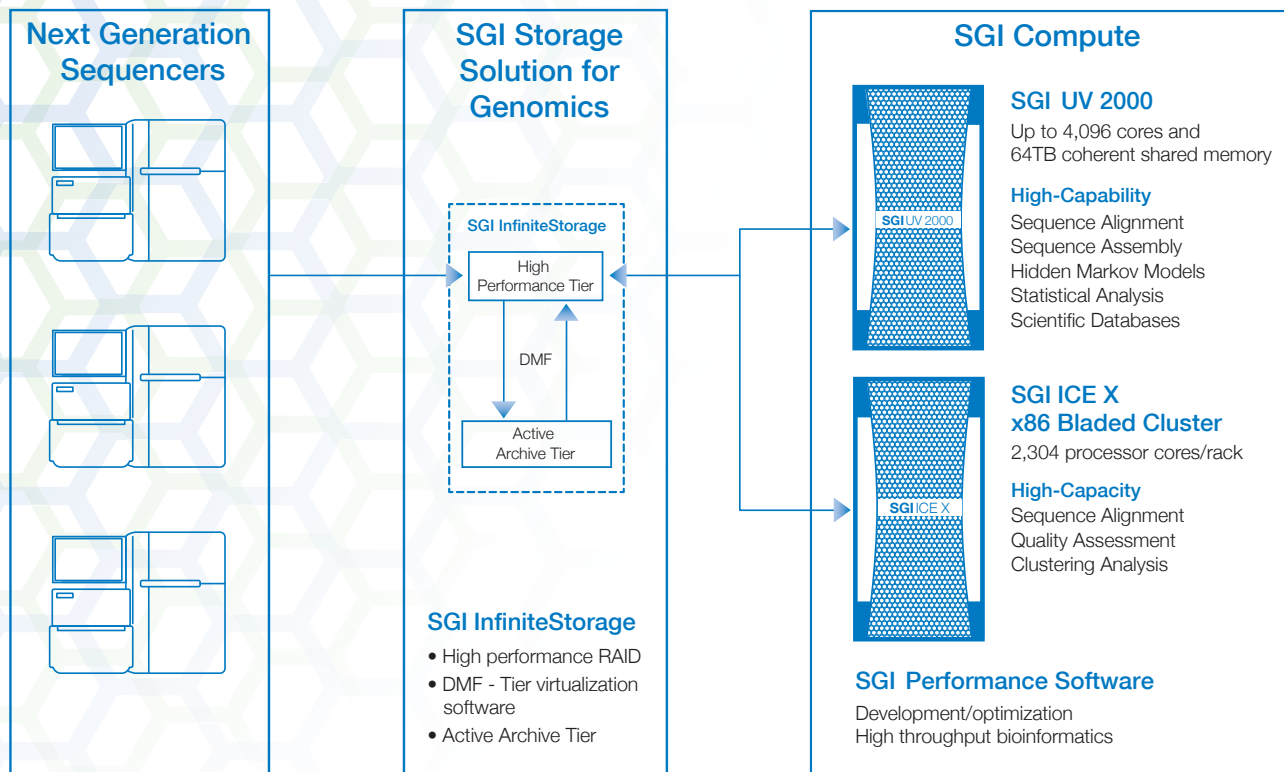 Next Generation
Sequencers
SGI Storage
Solution for
Genomics
SGI InfiniteStorage
High
Performance Tier
DMF
Active
Archive Tier
SGI InfiniteStorage
• High performance RAID
• DMF - Tier virtualization
software
• Active Archive Tier
SGI Compute
SGI UV 2000
SGI UV 2000
Up to 4,096 cores and
64TB coherent shared memory
High-Capability
Sequence Alignment
Sequence Assembly
Hidden Markov Models
Statistical Analysis
Scientific Databases
SGI ICE X
SGI ICE X
x86 Bladed Cluster
2,304 processor cores/rack
High-Capacity
Sequence Alignment
Quality Assessment
Clustering Analysis
SGI Performance Software
Development/optimization
High throughput bioinformatics